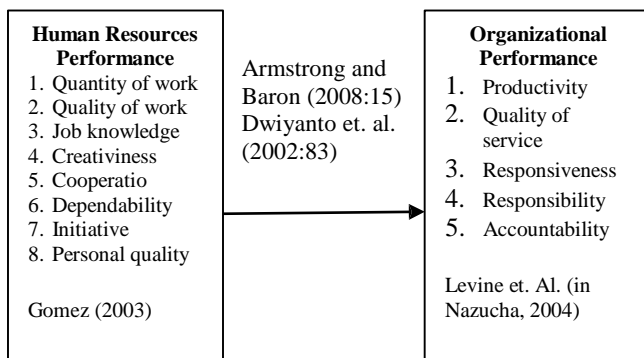 Human Resources
Performance
1. Quantity of work
2. Quality of work
3. Job knowledge
4. Creativiness
5. Cooperatio
6. Dependability
7. Initiative
8. Personal quality
Gomez (2003)
Armstrong and
Baron (2008:15)
Dwiyanto et. al.
(2002:83)
Organizational
Performance
1. Productivity
2. Quality of
service
3. Responsiveness
4. Responsibility
5. Accountability
Levine et. Al. (in
Nazucha, 2004)